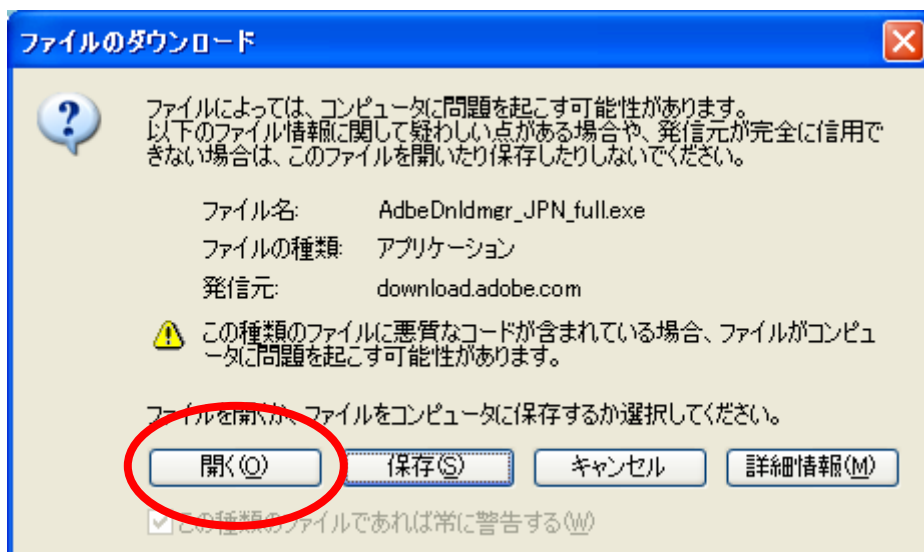 ファイルのダウンロード
ファイルによっては、コンピュータに問題を起こす可能性があります。
以下のファイル情報に関して疑わしい点がある場合や、発信元が完全に信用で
きない場合は、このファイルを開いたり保存したりしないでください。
ファイル名: AdbeDnldmgr_JPN_full.exe
ファイルの種類: アプリケーション
発信元: download.adobe.com
この種類のファイルに悪質なコードが含まれている場合、ファイルがコンピュ
ータに問題を起こす可能性があります。
ファイルを開くか、ファイルをコンピュータに保存するか選択してください。
開く(O) 保存(S) キャンセル 詳細情報(M)
この種類のファイルであれば常に警告する(W)